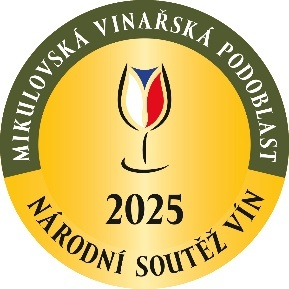 MIKULOVSKÁ VINAŘSKÁ PODOBLAST
2025
NÁRODNÍ SOUTĚŽ VÍN